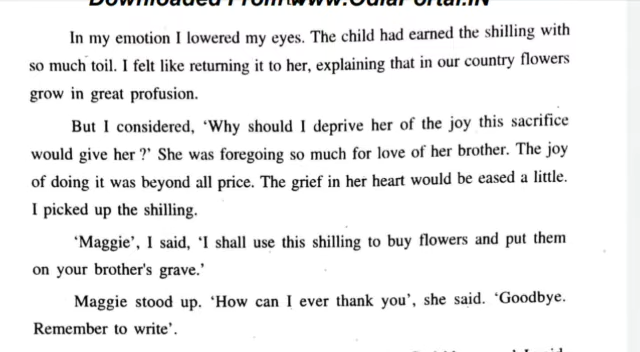 Downloaded From www.OdiaPortal.IN
In my emotion I lowered my eyes. The child had earned the shilling with
so much toil. I felt like returning it to her, explaining that in our country flowers
grow in great profusion.
But I considered, ‘Why should I deprive her of the joy this sacrifice
would give her ?’ She was foregoing so much for love of her brother. The joy
of doing it was beyond all price. The grief in her heart would be eased a little.
I picked up the shilling.
‘Maggie’, I said, ‘I shall use this shilling to buy flowers and put them
on your brother's grave.’
Maggie stood up. ‘How can I ever thank you’, she said. ‘Goodbye.
Remember to write’.